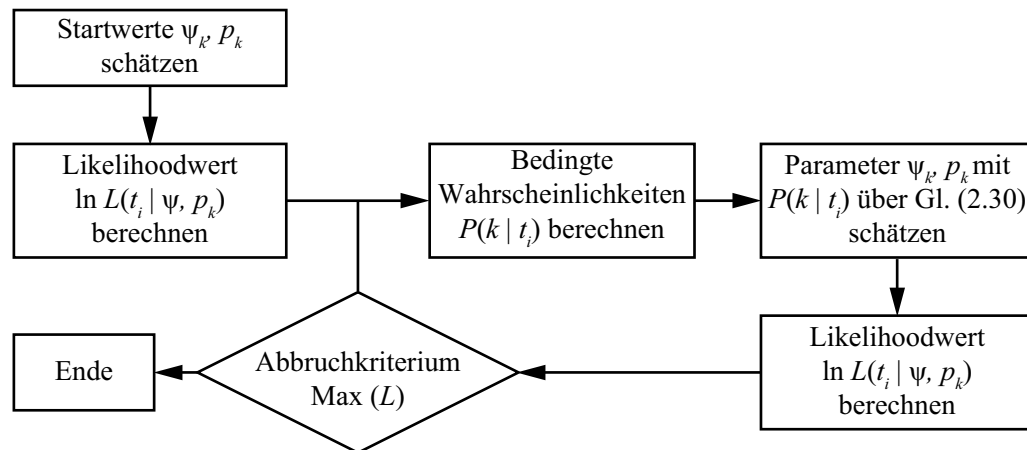 Startwerte ψₖ, pₖ
schätzen
Likelihoodwert
ln L(tᵢ | ψ, pₖ)
berechnen
Bedingte
Wahrscheinlichkeiten
P(k | tᵢ) berechnen
Parameter ψₖ, pₖ mit
P(k | tᵢ) über Gl. (2.30)
schätzen
Likelihoodwert
ln L(tᵢ | ψ, pₖ)
berechnen
Abbruchkriterium
Max (L)
Ende